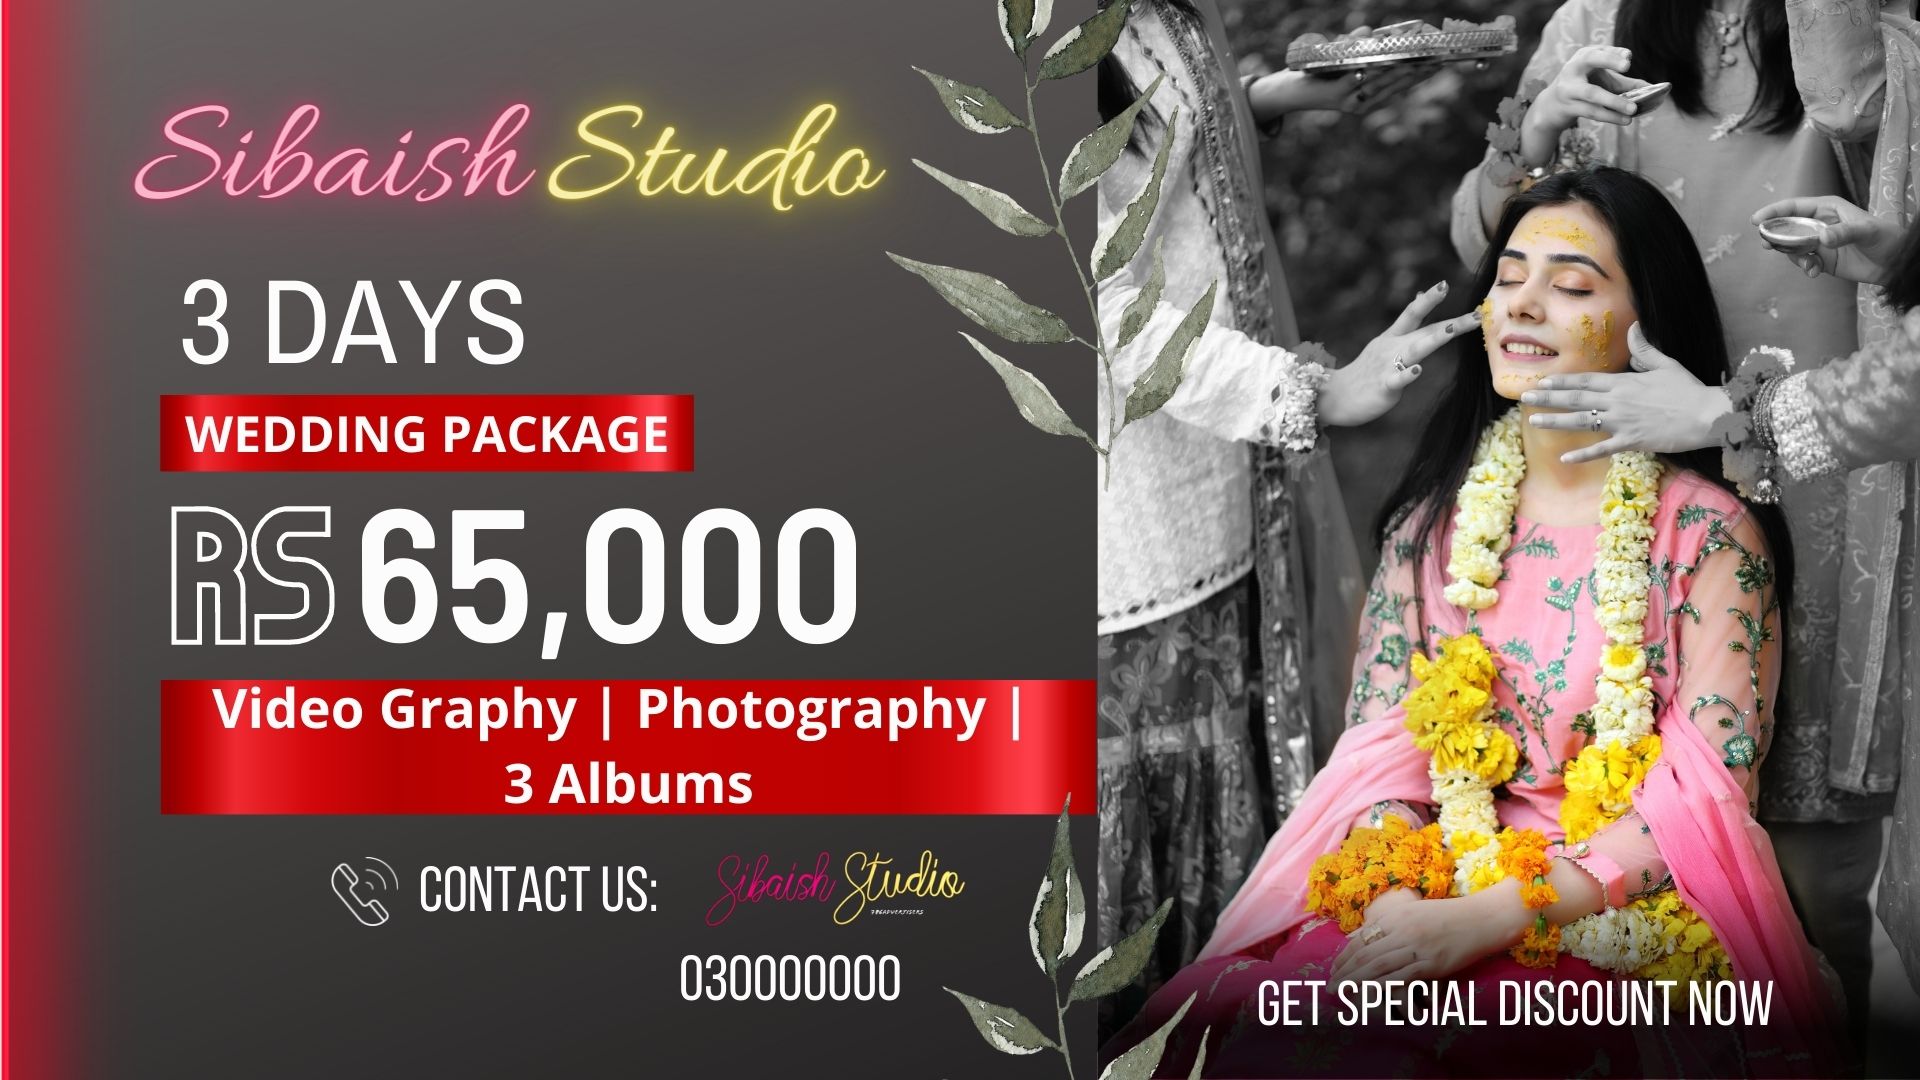 Sibaish Studio
3 DAYS
WEDDING PACKAGE
RS 65,000
Video Graphy | Photography |
3 Albums
CONTACT US:
Sibaish Studio
030000000
GET SPECIAL DISCOUNT NOW